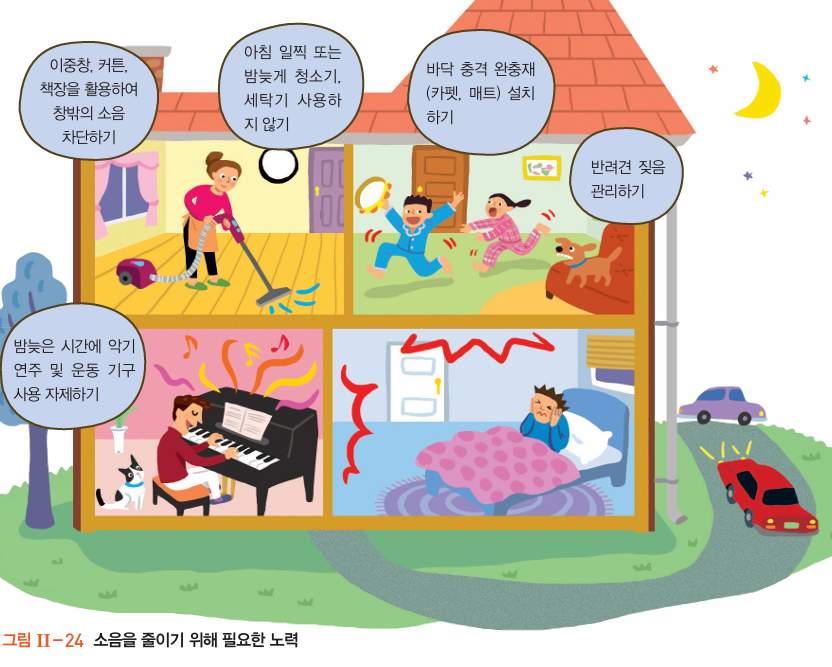 이중창, 커튼,
책장을 활용하여
창밖의 소음
차단하기
아침 일찍 또는
밤늦게 청소기,
세탁기 사용하
지 않기
바닥 충격 완충재
(카펫, 매트) 설치
하기
반려견 짖음
관리하기
밤늦은 시간에 악기
연주 및 운동 기구
사용 자제하기
그림 II-24 소음을 줄이기 위해 필요한 노력